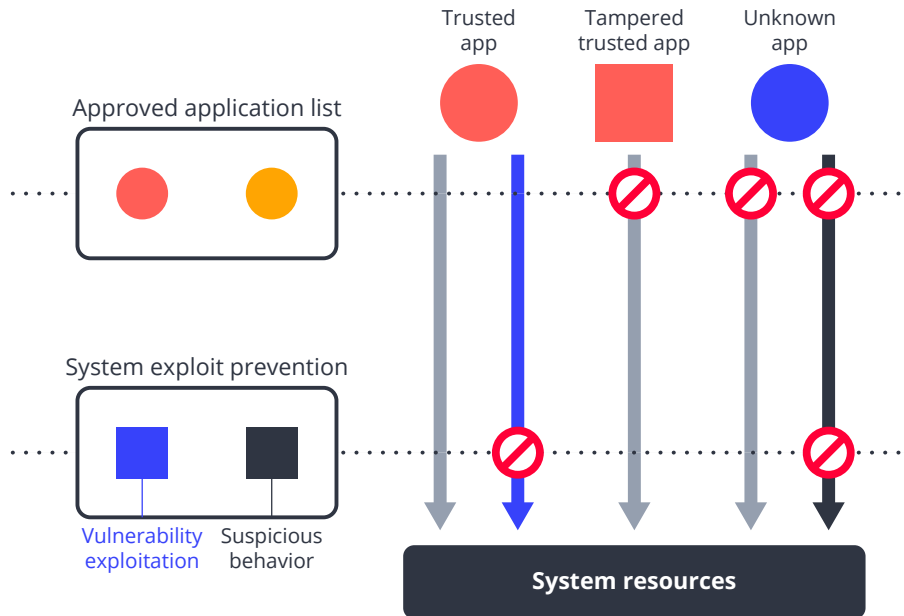 Trusted
app
Tampered
trusted app
Unknown
app
Approved application list
System exploit prevention
Vulnerability
exploitation
Suspicious
behavior
System resources